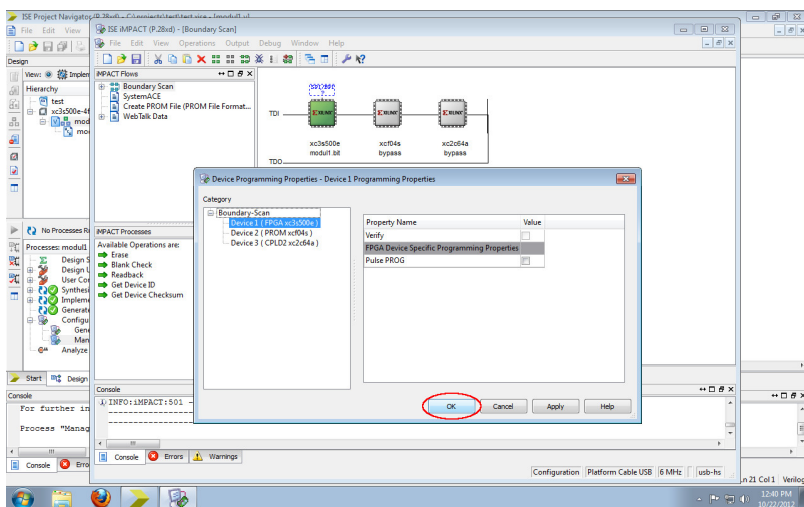 ISE Project Navigator (P.28xd) - C:\projects\test\test.xise - [modul1.v]
ISE iMPACT (P.28xd) - [Boundary Scan]
File Edit View
File Edit View Operations Output Debug Window Help
Design
View: Implen
Hierarchy
test
xc3s500e-4f
mod
mo
iMPACT Flows
Boundary Scan
SystemACE
Create PROM File (PROM File Format...
WebTalk Data
TDI
XILINX
XILINX
XILINX
xc3s500e
xcf04s
xc2c64a
modul1.bit
bypass
bypass
TDO
Device Programming Properties - Device 1 Programming Properties
Category
Boundary-Scan
Device 1 ( FPGA xc3s500e )
Device 2 ( PROM xcf04s )
Device 3 ( CPLD2 xc2c64a )
Property Name Value
Verify
FPGA Device Specific Programming Properties
Pulse PROG
OK Cancel Apply Help
No Processes R
Processes: modul1
Design S
Design U
User Con
Synthesi
Impleme
Generat
Configu
Gene
Man
Analyze
iMPACT Processes
Available Operations are:
Erase
Blank Check
Readback
Get Device ID
Get Device Checksum
Start Design
Console
For further in
Process "Manag
Console Erro
Console
INFO:iMPACT:501 -
Console Errors Warnings
Configuration Platform Cable USB 6 MHz usb-hs
n 21 Col 1 Verilog
12:40 PM
10/22/2012